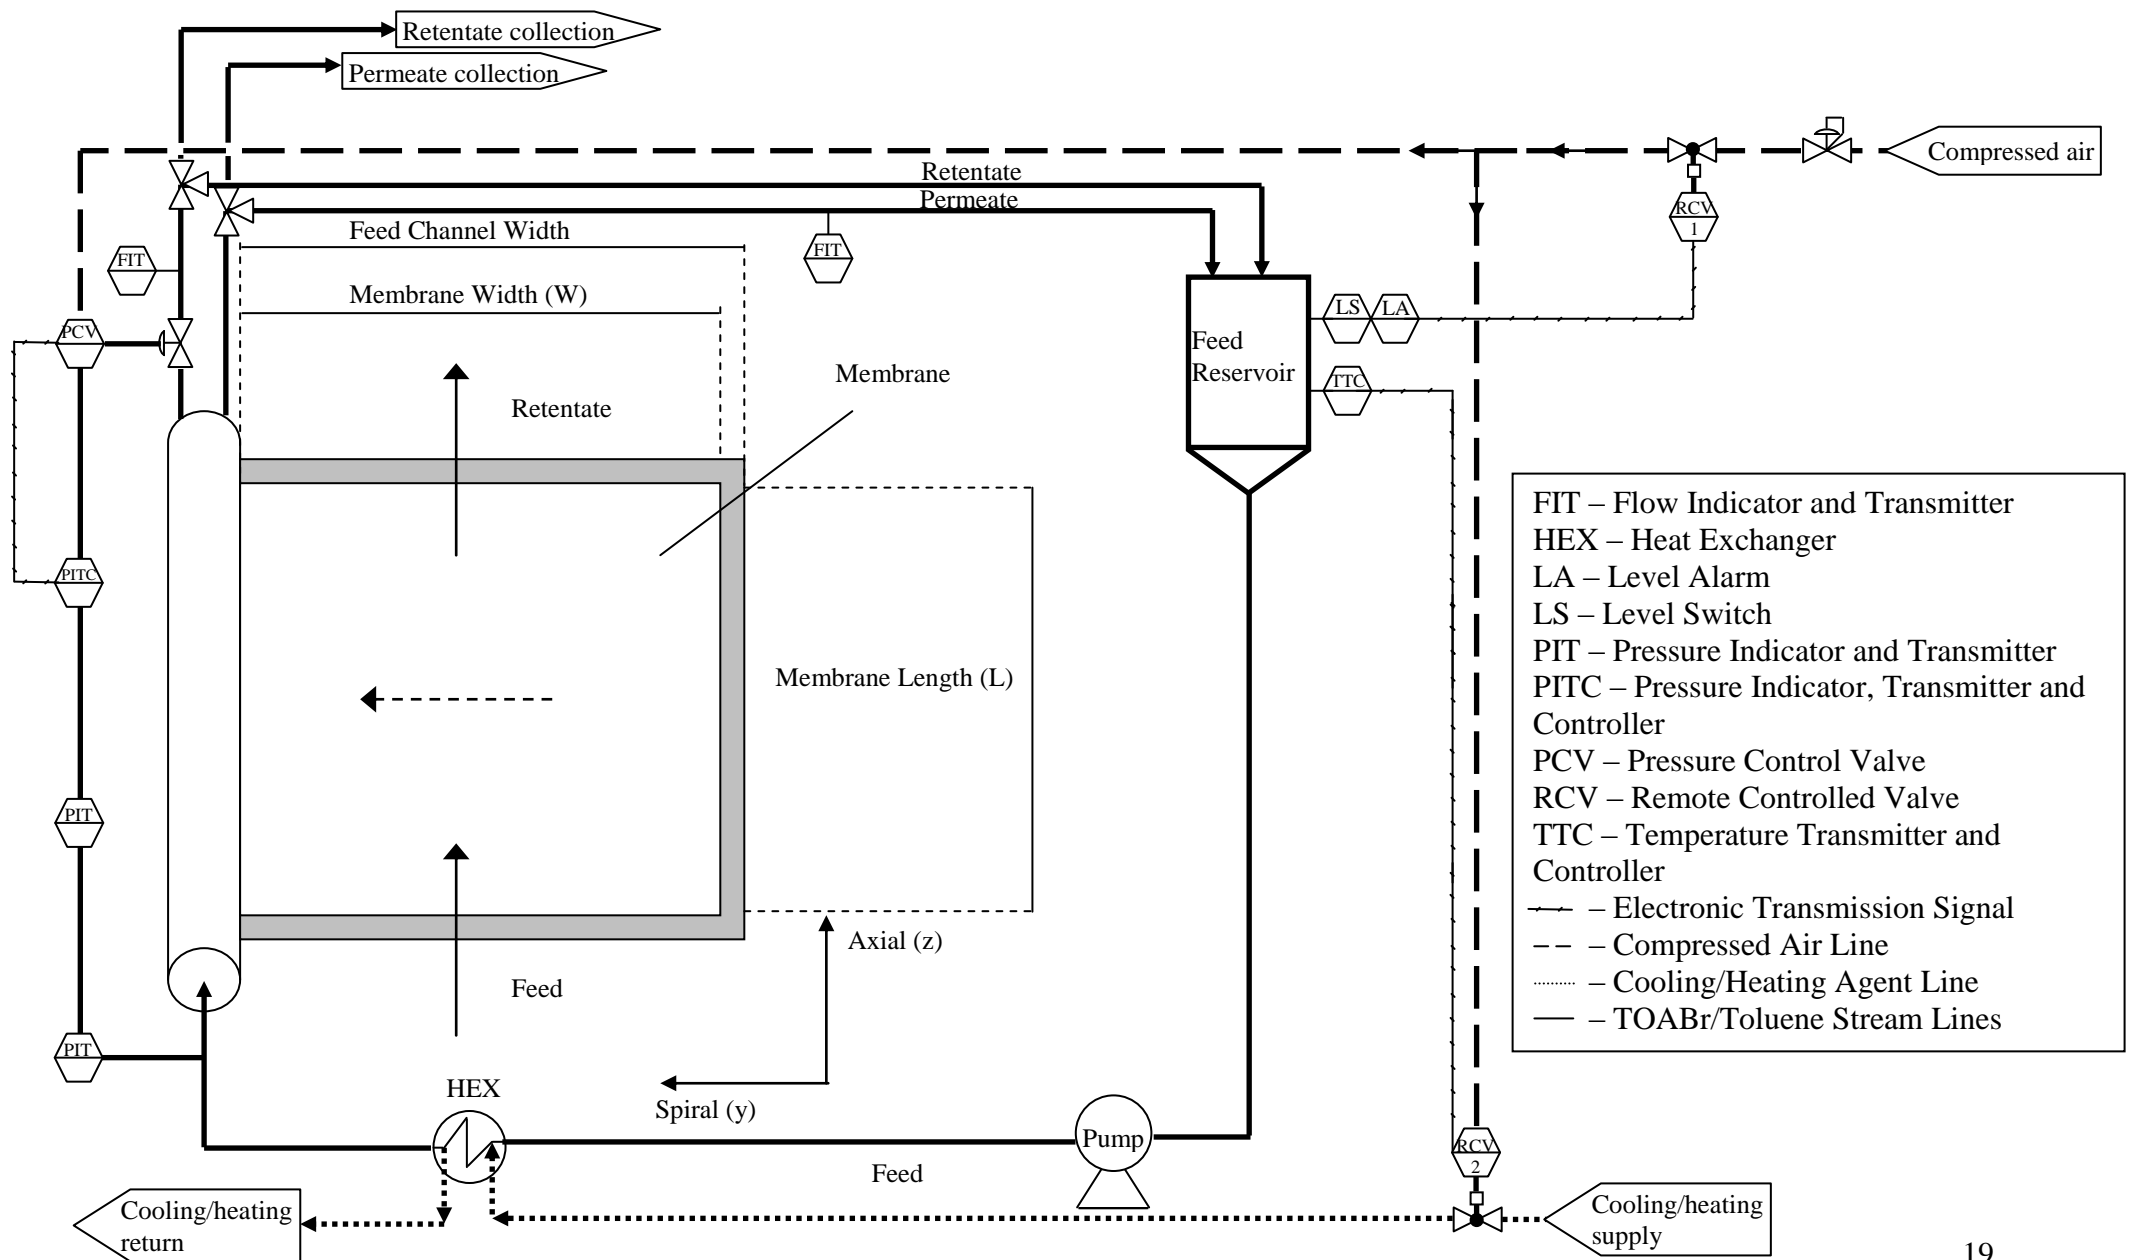 Retentate collection
Permeate collection
Compressed air
Retentate
Permeate
RCV
1
Feed Channel Width
FIT
FIT
Membrane Width (W)
LS
LA
PCV
Feed
Reservoir
Membrane
TTC
Retentate
FIT – Flow Indicator and Transmitter
HEX – Heat Exchanger
LA – Level Alarm
LS – Level Switch
PIT – Pressure Indicator and Transmitter
PITC – Pressure Indicator, Transmitter and
Controller
PCV – Pressure Control Valve
RCV – Remote Controlled Valve
TTC – Temperature Transmitter and
Controller
– Electronic Transmission Signal
– Compressed Air Line
– Cooling/Heating Agent Line
– TOABr/Toluene Stream Lines
PITC
Membrane Length (L)
PIT
Axial (z)
Feed
PIT
HEX
Spiral (y)
Pump
RCV
2
Feed
Cooling/heating
return
Cooling/heating
supply
19